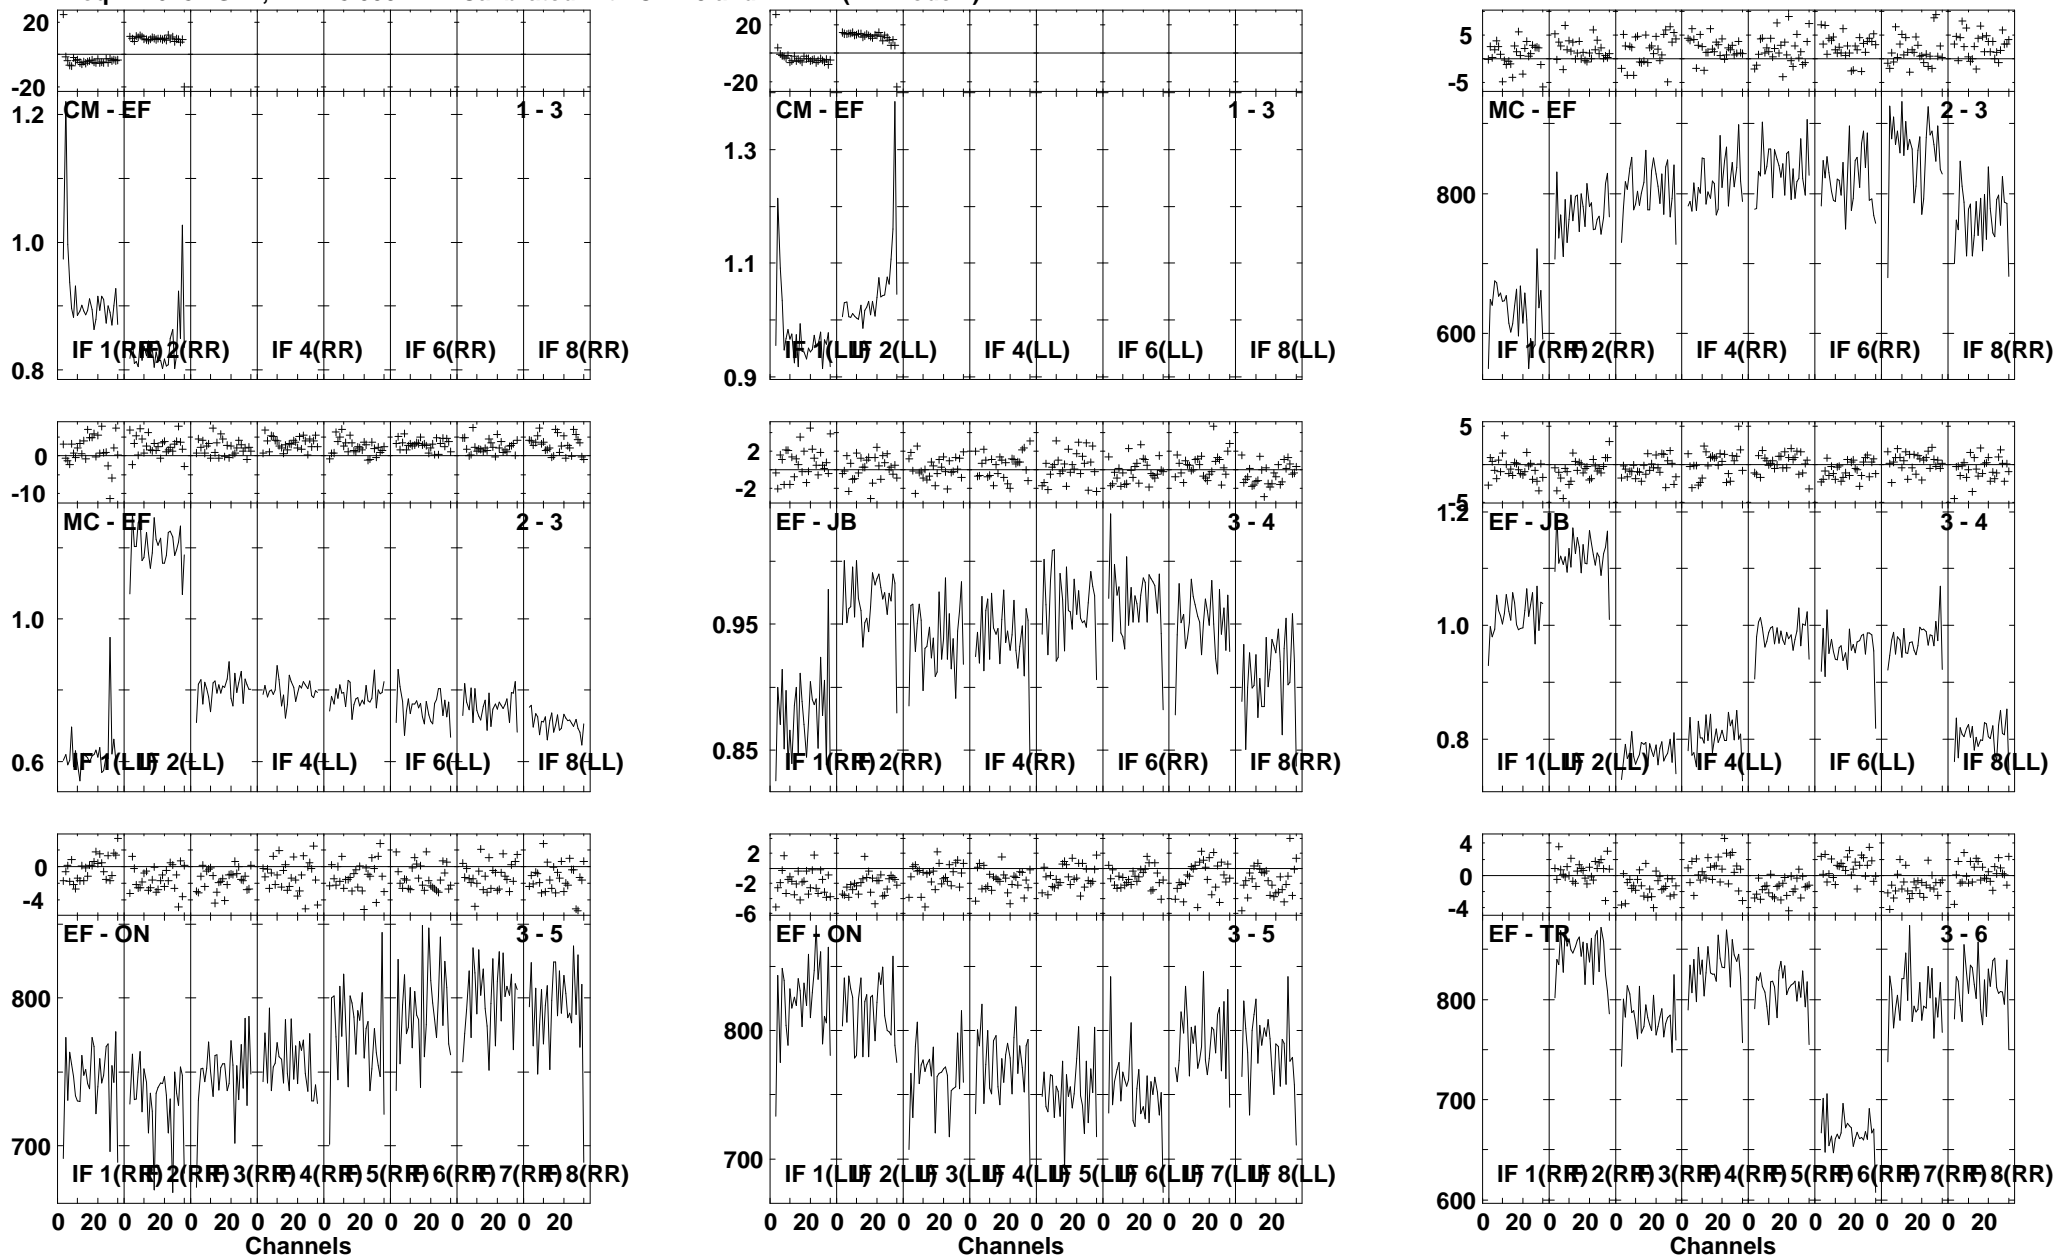 20
-20
1.2
1.0
0.8
CM - EF 1 - 3
IF 1(RR) IF 2(RR) IF 4(RR) IF 6(RR) IF 8(RR)
20
-20
1.3
1.1
0.9
CM - EF 1 - 3
IF 1(LL) IF 2(LL) IF 4(LL) IF 6(LL) IF 8(LL)
5
-5
800
600
MC - EF 2 - 3
IF 1(RR) IF 2(RR) IF 4(RR) IF 6(RR) IF 8(RR)
0
-10
1.0
0.6
MC - EF 2 - 3
IF 1(LL) IF 2(LL) IF 4(LL) IF 6(LL) IF 8(LL)
2
-2
0.95
0.85
EF - JB 3 - 4
IF 1(RR) IF 2(RR) IF 4(RR) IF 6(RR) IF 8(RR)
5
-5
1.2
1.0
0.8
EF - JB 3 - 4
IF 1(LL) IF 2(LL) IF 4(LL) IF 6(LL) IF 8(LL)
0
-4
800
700
EF - ON 3 - 5
IF 1(RR) IF 2(RR) IF 3(RR) IF 4(RR) IF 5(RR) IF 6(RR) IF 7(RR) IF 8(RR)
0 20 0 20 0 20 0 20 0 20 0 20 0 20 0 20
Channels
2
-2
-6
800
700
EF - ON 3 - 5
IF 1(LL) IF 2(LL) IF 3(LL) IF 4(LL) IF 5(LL) IF 6(LL) IF 7(LL) IF 8(LL)
0 20 0 20 0 20 0 20 0 20 0 20 0 20 0 20
Channels
4
0
-4
800
700
600
EF - TR 3 - 6
IF 1(RR) IF 2(RR) IF 3(RR) IF 4(RR) IF 5(RR) IF 6(RR) IF 7(RR) IF 8(RR)
0 20 0 20 0 20 0 20 0 20 0 20 0 20 0 20
Channels